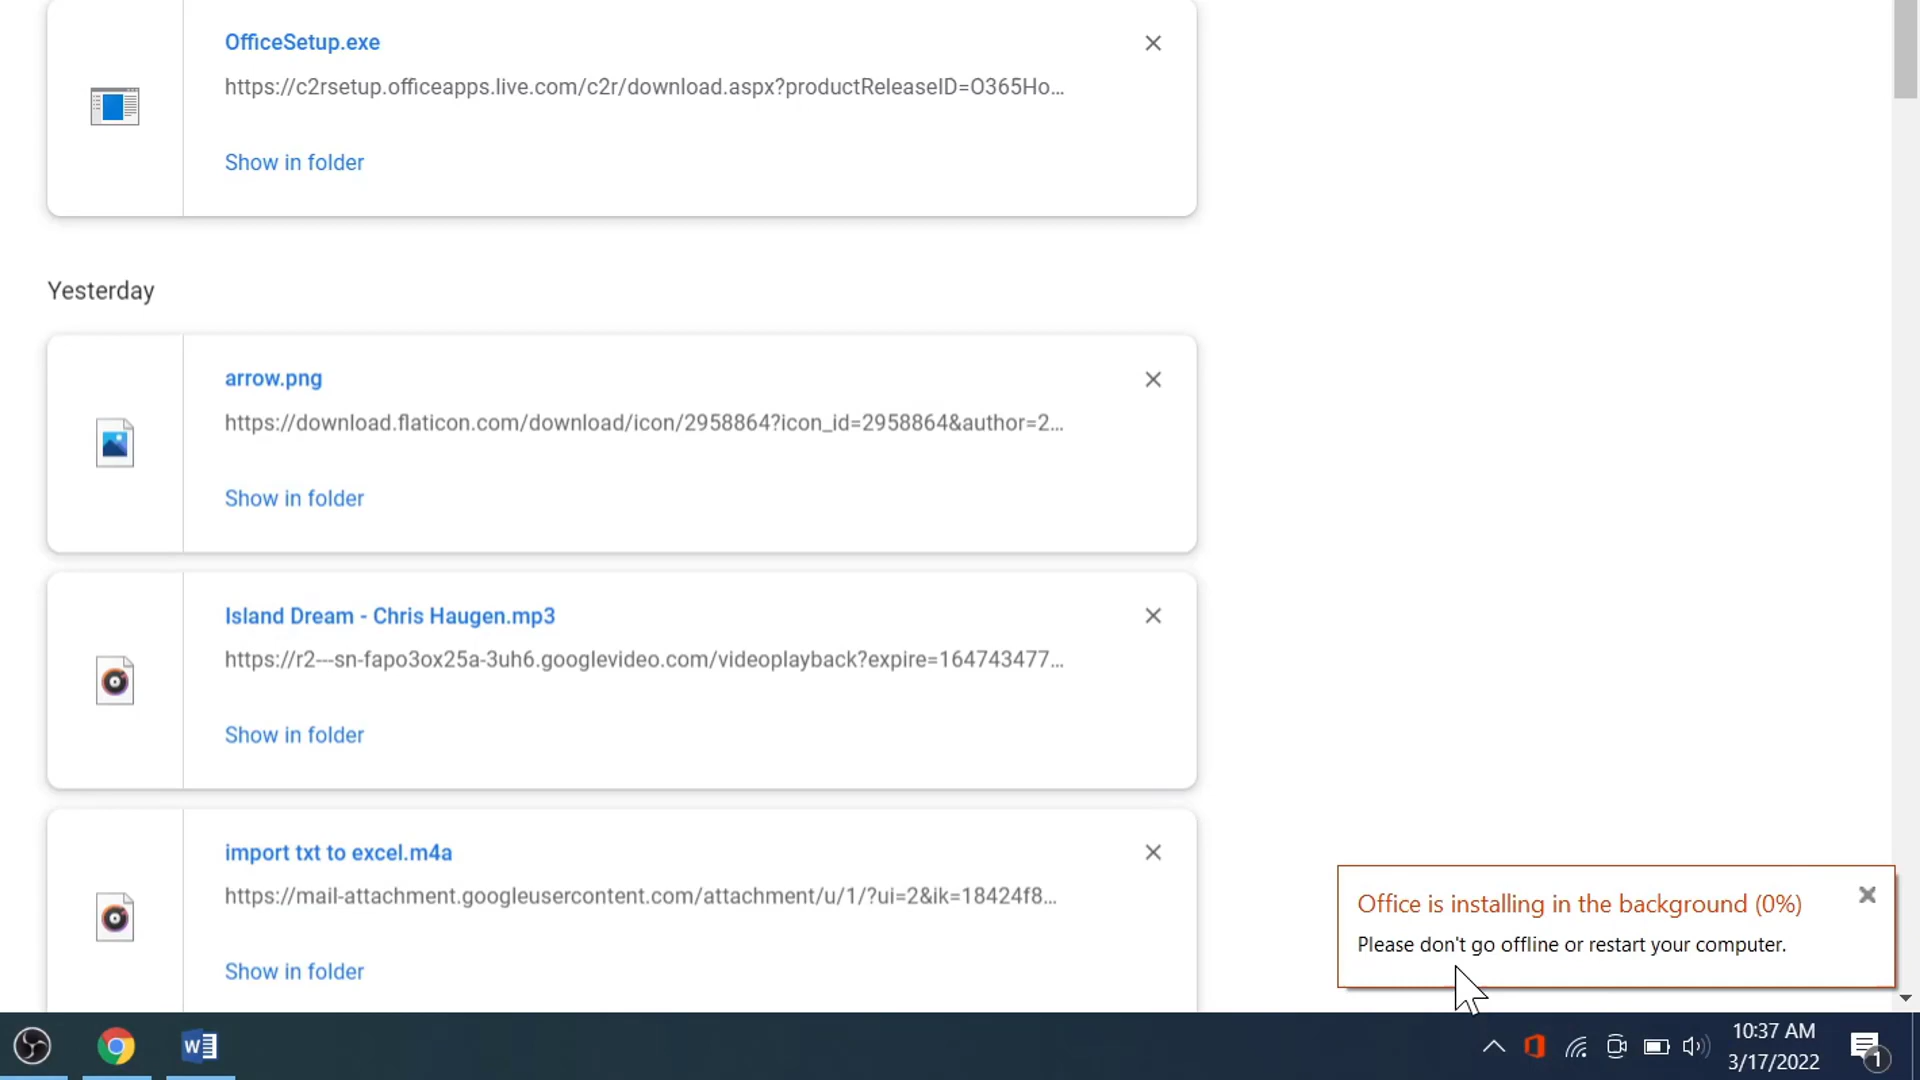 OfficeSetup.exe
https://c2rsetup.officeapps.live.com/c2r/download.aspx?productReleaseID=O365Ho...
Show in folder
Yesterday
arrow.png
https://download.flaticon.com/download/icon/2958864?icon_id=2958864&author=2...
Show in folder
Island Dream - Chris Haugen.mp3
https://r2---sn-fapo3ox25a-3uh6.googlevideo.com/videoplayback?expire=164743477...
Show in folder
import txt to excel.m4a
https://mail-attachment.googleusercontent.com/attachment/u/1/?ui=2&ik=18424f8...
Show in folder
Office is installing in the background (0%)
Please don't go offline or restart your computer.
W
10:37 AM
3/17/2022
1